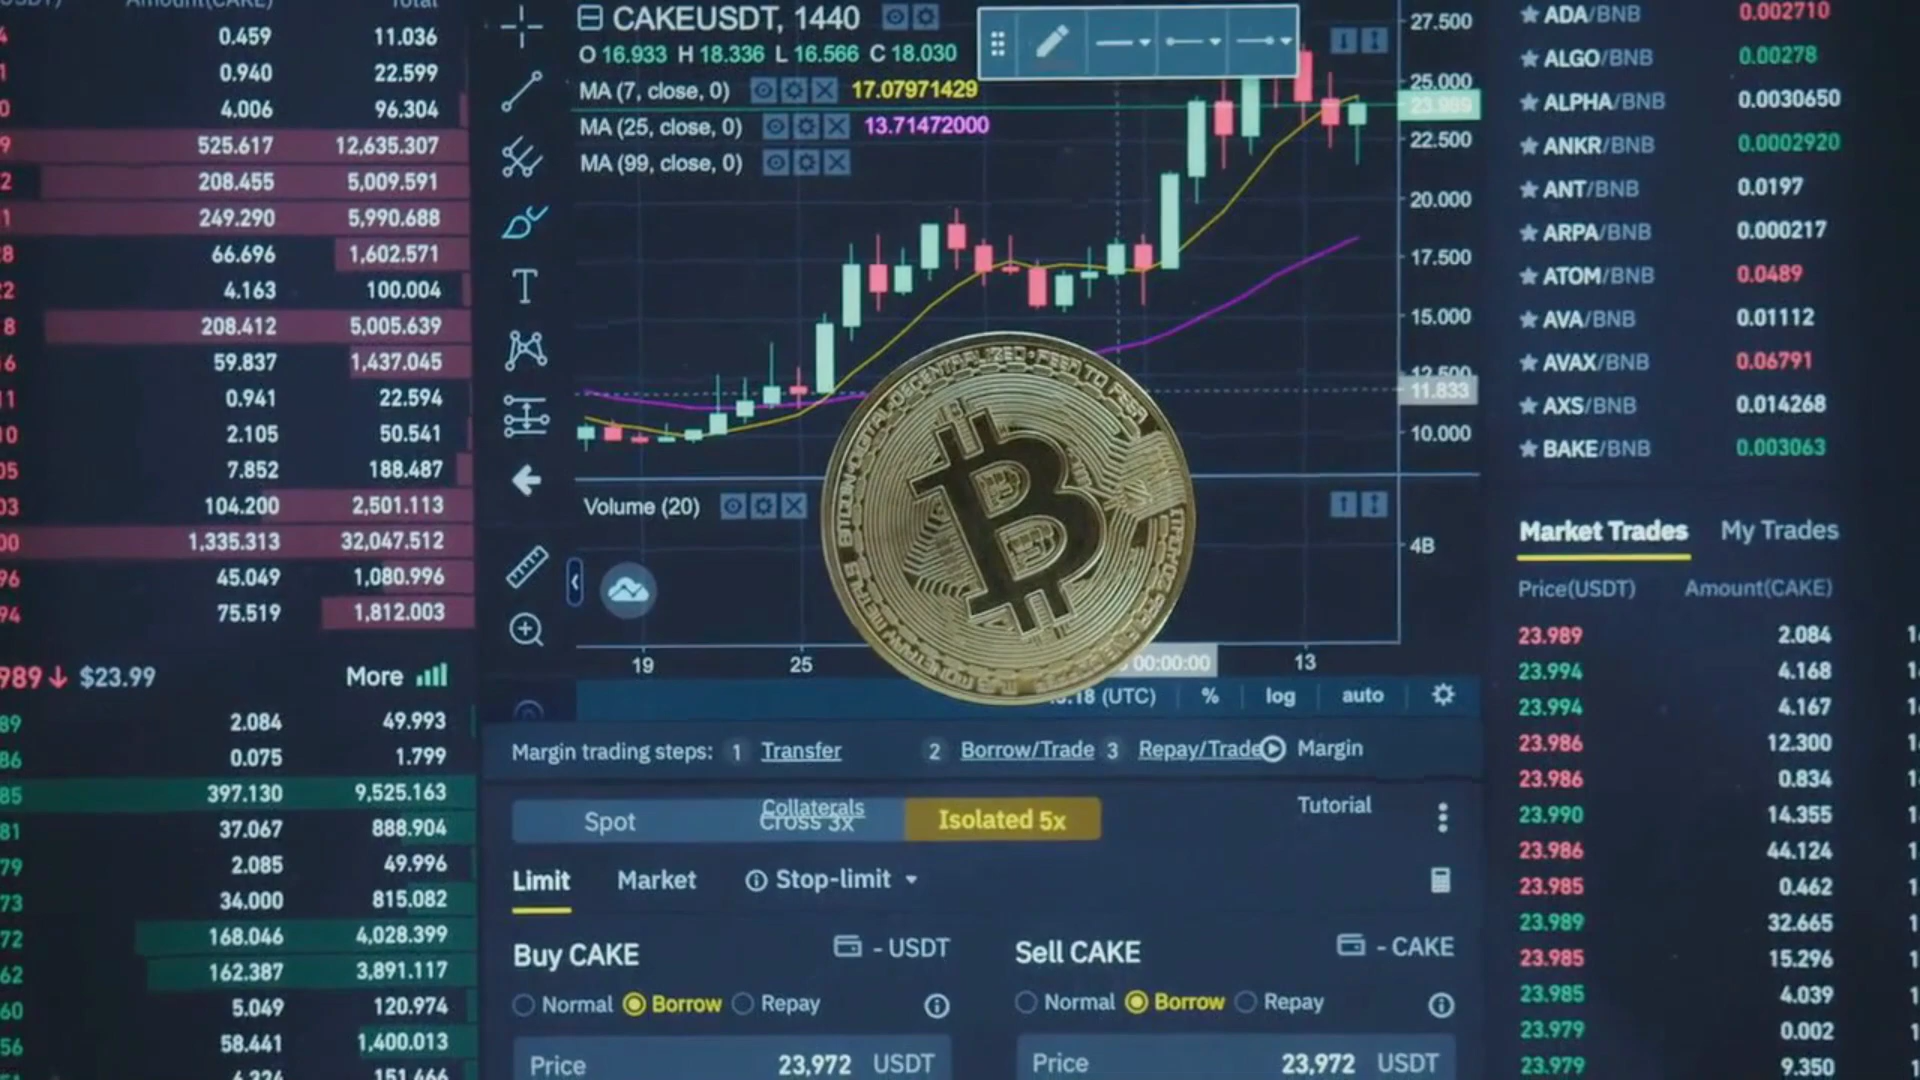 Amount(CAKE) Total
0.459 11.036
0.940 22.599
4.006 96.304
525.617 12,635.307
208.455 5,009.591
249.290 5,990.688
66.696 1,602.571
4.163 100.004
208.412 5,005.639
59.837 1,437.045
0.941 22.594
2.105 50.541
7.852 188.487
104.200 2,501.113
1,335.313 32,047.512
45.049 1,080.996
75.519 1,812.003
989↓ $23.99 More
2.084 49.993
0.075 1.799
397.130 9,525.163
37.067 888.904
2.085 49.996
34.000 815.082
168.046 4,028.399
162.387 3,891.117
5.049 120.974
58.441 1,400.013
CAKEUSDT, 1440
O 16.933 H 18.336 L 16.566 C 18.030
MA (7, close, 0) 17.07971429
MA (25, close, 0) 13.71472000
MA (99, close, 0)
27.500
25.000
23.989
22.500
20.000
17.500
15.000
12.500
11.833
10.000
DECENTRALIZED • PEER TO PEER
Volume (20)
4B
19 25 00:00:00 13
(UTC) % log auto
Margin trading steps: 1 Transfer 2 Borrow/Trade 3 Repay/Trade Margin
Collaterals Tutorial
Spot Cross 3x Isolated 5x
Limit Market Stop-limit
Buy CAKE - USDT
Normal Borrow Repay
Price 23,972 USDT
Sell CAKE - CAKE
Normal Borrow Repay
Price 23,972 USDT
ADA/BNB 0.002710
ALGO/BNB 0.00278
ALPHA/BNB 0.0030650
ANKR/BNB 0.0002920
ANT/BNB 0.0197
ARPA/BNB 0.000217
ATOM/BNB 0.0489
AVA/BNB 0.01112
AVAX/BNB 0.06791
AXS/BNB 0.014268
BAKE/BNB 0.003063
Market Trades My Trades
Price(USDT) Amount(CAKE)
23.989 2.084
23.994 4.168
23.994 4.167
23.986 12.300
23.986 0.834
23.990 14.355
23.986 44.124
23.985 0.462
23.989 32.665
23.985 15.296
23.985 4.039
23.979 0.002
23.979 9.350